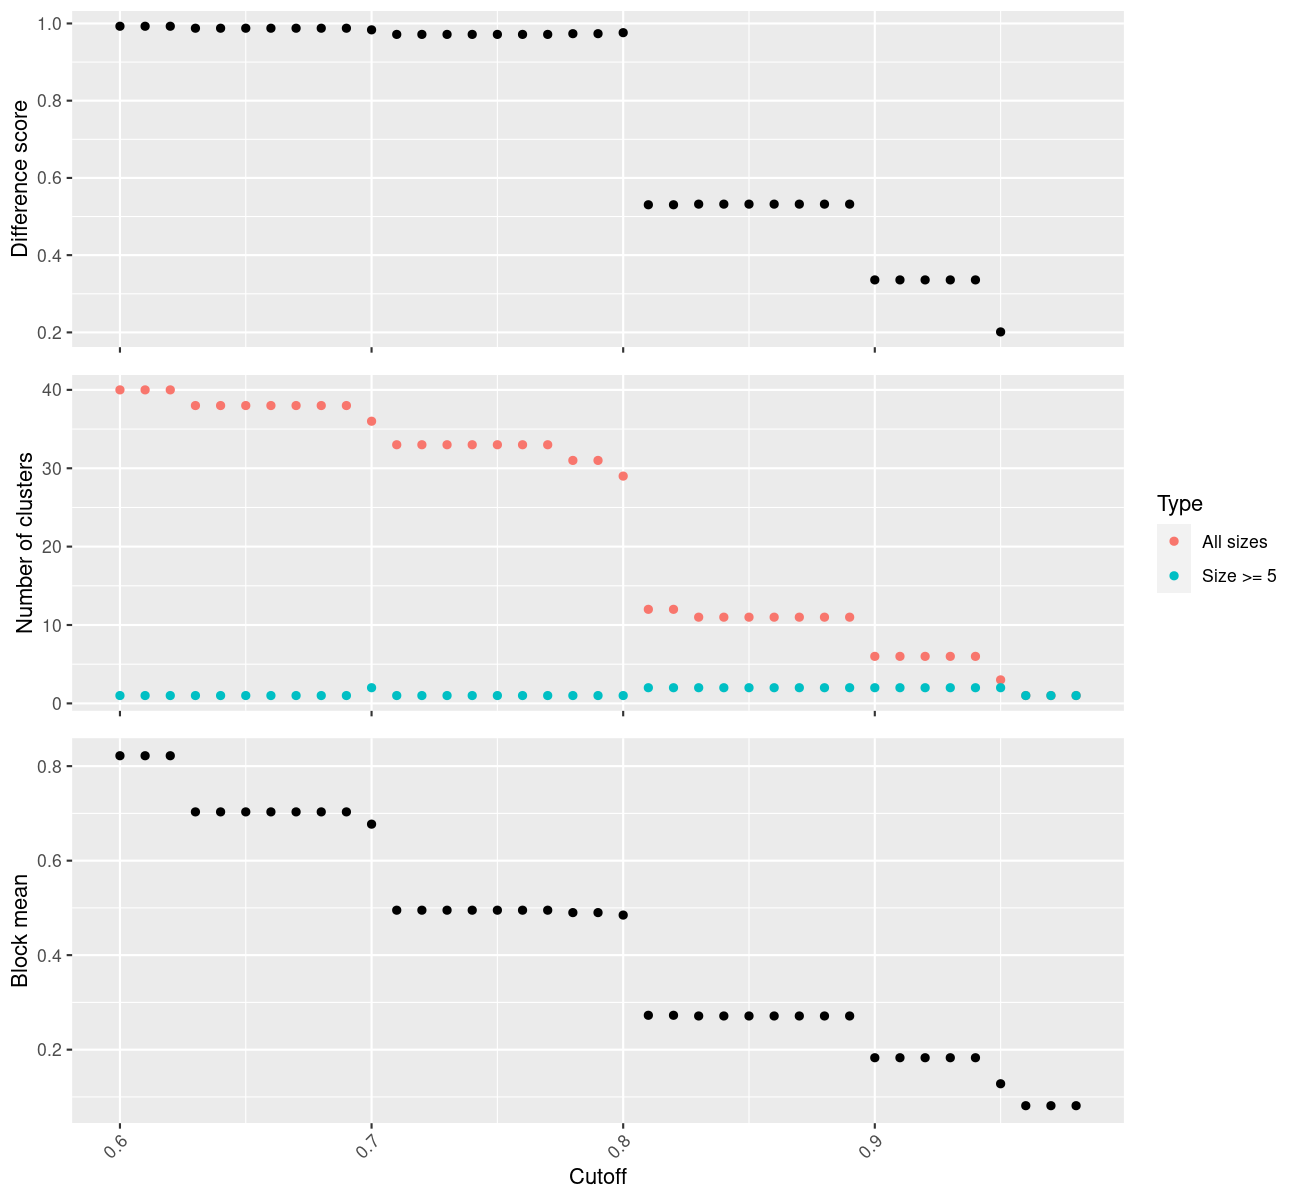 1.0
0.8
0.6
0.4
0.2
Difference score
40
30
20
10
0
Number of clusters
Type
All sizes
Size >= 5
0.8
0.6
0.4
0.2
Block mean
0.6
0.7
0.8
0.9
Cutoff